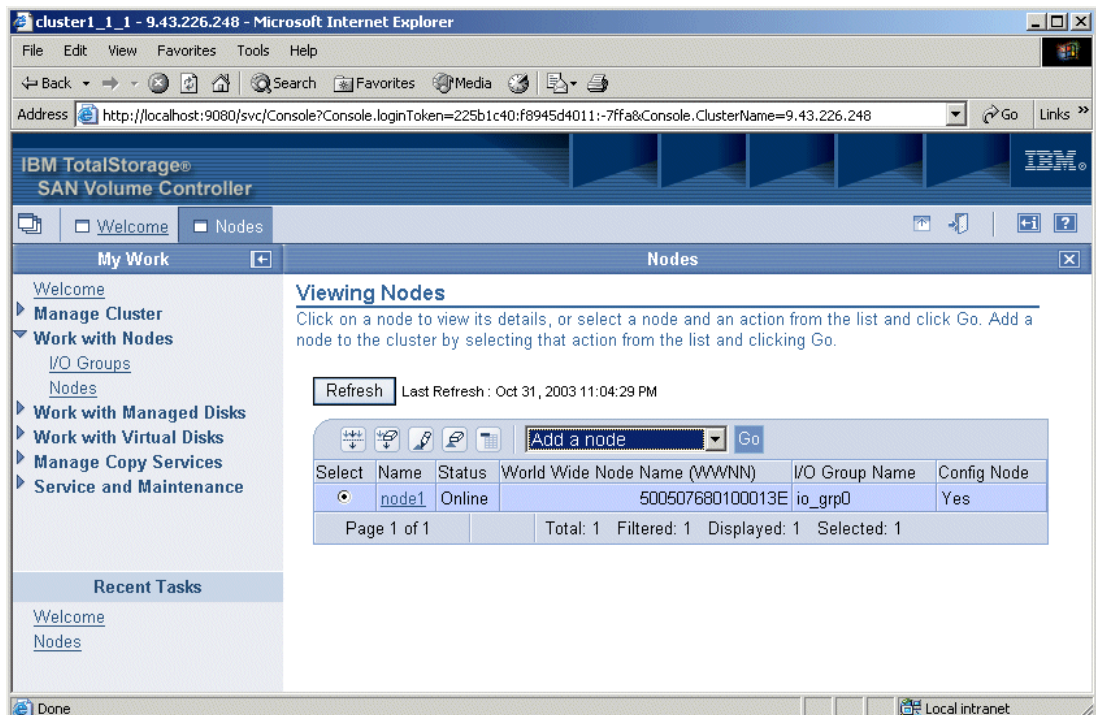 cluster1_1_1 - 9.43.226.248 - Microsoft Internet Explorer
File Edit View Favorites Tools Help
Back Search Favorites Media
Address http://localhost:9080/svc/Console?Console.loginToken=225b1c40:f8945d4011:-7ffa&Console.ClusterName=9.43.226.248 Go Links »
IBM TotalStorage®
SAN Volume Controller
IBM®
Welcome Nodes
My Work
Nodes
Welcome
Manage Cluster
Work with Nodes
I/O Groups
Nodes
Work with Managed Disks
Work with Virtual Disks
Manage Copy Services
Service and Maintenance
Recent Tasks
Welcome
Nodes
Viewing Nodes
Click on a node to view its details, or select a node and an action from the list and click Go. Add a
node to the cluster by selecting that action from the list and clicking Go.
Refresh Last Refresh : Oct 31, 2003 11:04:29 PM
Add a node Go
Select Name Status World Wide Node Name (WWNN) I/O Group Name Config Node
node1 Online 500507680100013E io_grp0 Yes
Page 1 of 1 Total: 1 Filtered: 1 Displayed: 1 Selected: 1
Done Local intranet